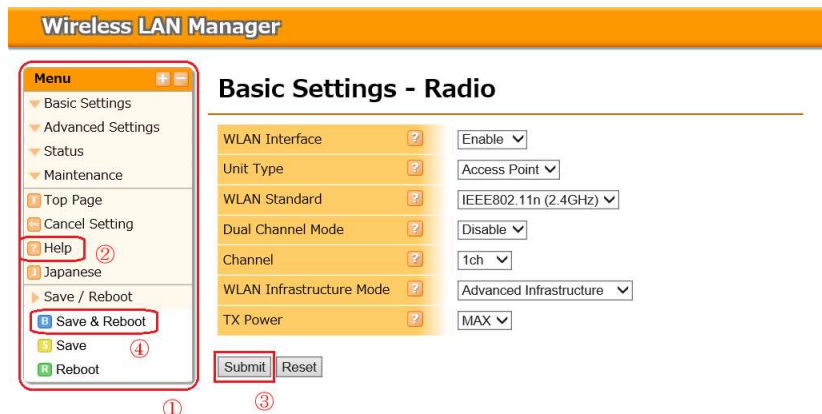 Wireless LAN Manager
Menu
Basic Settings
Advanced Settings
Status
Maintenance
Top Page
Cancel Setting
Help
②
Japanese
Save / Reboot
Save & Reboot
④
Save
Reboot
①
Basic Settings - Radio
WLAN Interface ? Enable
Unit Type ? Access Point
WLAN Standard ? IEEE802.11n (2.4GHz)
Dual Channel Mode ? Disable
Channel ? 1ch
WLAN Infrastructure Mode ? Advanced Infrastructure
TX Power ? MAX
Submit Reset
③